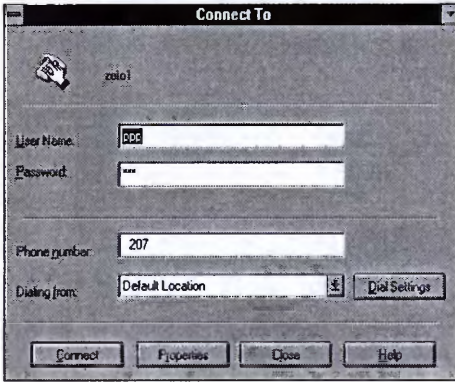 Connect To
zelo1
User Name: ppp
Password: ***
Phone number: 207
Dialing from: Default Location Dial Settings
Connect Properties Close Help